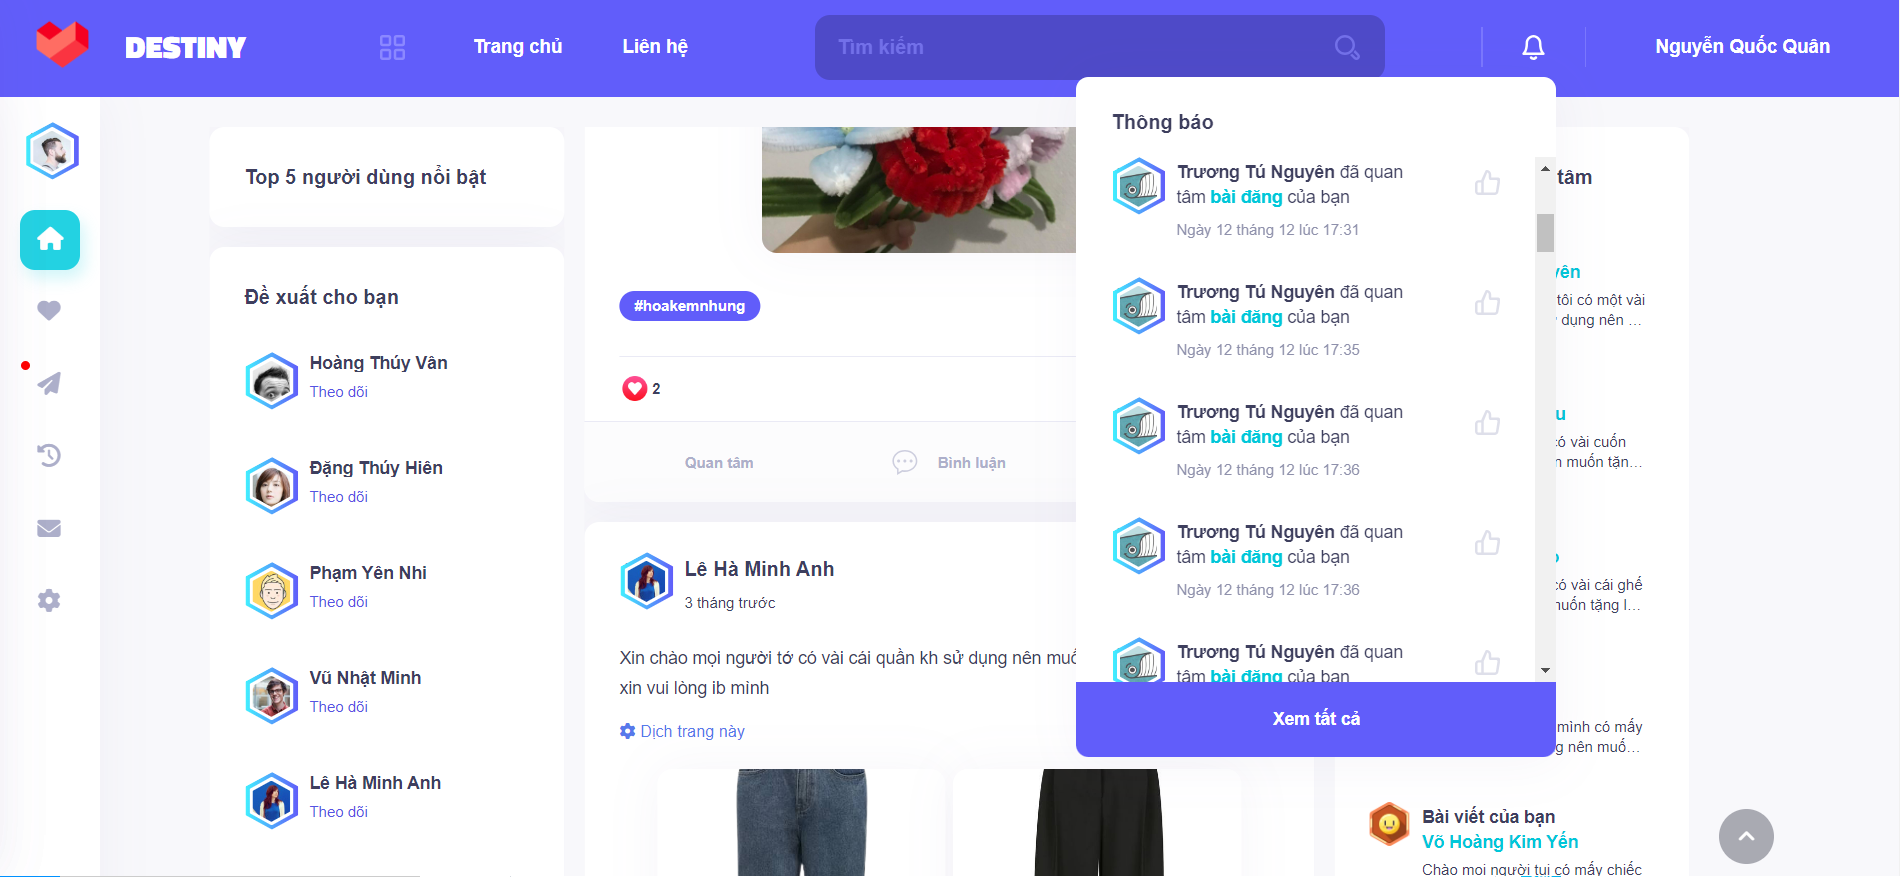 DESTINY
Trang chủ
Liên hệ
Tìm kiếm
Nguyễn Quốc Quân
Top 5 người dùng nổi bật
Đề xuất cho bạn
Hoàng Thúy Vân
Theo dõi
Đặng Thúy Hiên
Theo dõi
Phạm Yên Nhi
Theo dõi
Vũ Nhật Minh
Theo dõi
Lê Hà Minh Anh
Theo dõi
#hoakemnhung
2
Quan tâm
Bình luận
Lê Hà Minh Anh
3 tháng trước
Xin chào mọi người tớ có vài cái quần kh sử dụng nên
xin vui lòng ib mình
Dịch trang này
Thông báo
Trương Tú Nguyên đã quan
tâm bài đăng của bạn
Ngày 12 tháng 12 lúc 17:31
Trương Tú Nguyên đã quan
tâm bài đăng của bạn
Ngày 12 tháng 12 lúc 17:35
Trương Tú Nguyên đã quan
tâm bài đăng của bạn
Ngày 12 tháng 12 lúc 17:36
Trương Tú Nguyên đã quan
tâm bài đăng của bạn
Ngày 12 tháng 12 lúc 17:36
Trương Tú Nguyên đã quan
tâm bài đăng của bạn
Xem tất cả
tâm
tôi có một vài
dụng nên ...
có vài cuốn
muốn tặn...
có vài cái ghế
muốn tặng l...
mình có mấy
nên muố...
Bài viết của bạn
Võ Hoàng Kim Yến
Chào mọi người tụi có mấy chiếc